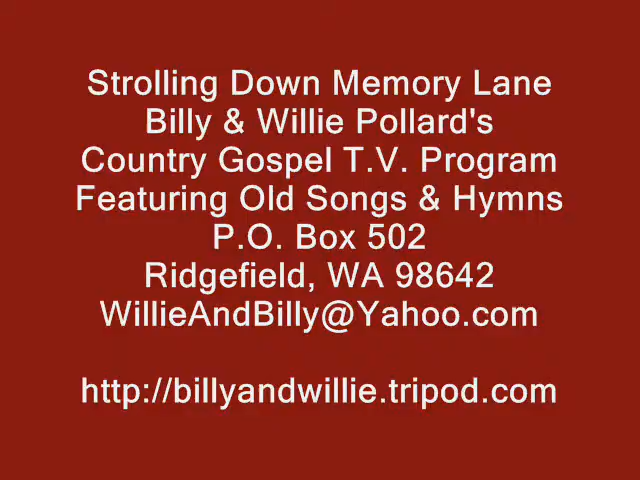 Strolling Down Memory Lane
Billy & Willie Pollard's
Country Gospel T.V. Program
Featuring Old Songs & Hymns
P.O. Box 502
Ridgefield, WA 98642
WillieAndBilly@Yahoo.com
http://billyandwillie.tripod.com